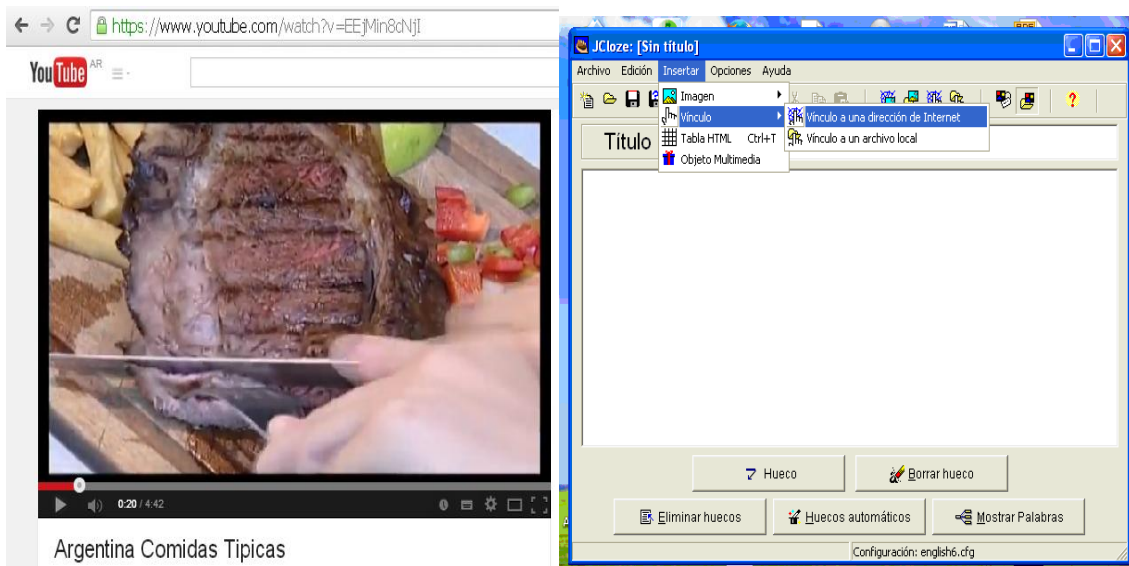 https://www.youtube.com/watch?v=EEjMin8cNjI
YouTube AR
0:20 / 4:42
Argentina Comidas Tipicas
JCloze: [Sin título]
Archivo Edición Insertar Opciones Ayuda
Imagen
Vínculo
Vínculo a una dirección de Internet
Tabla HTML Ctrl+T
Vínculo a un archivo local
Objeto Multimedia
Título
Hueco
Borrar hueco
Eliminar huecos
Huecos automáticos
Mostrar Palabras
Configuración: english6.cfg